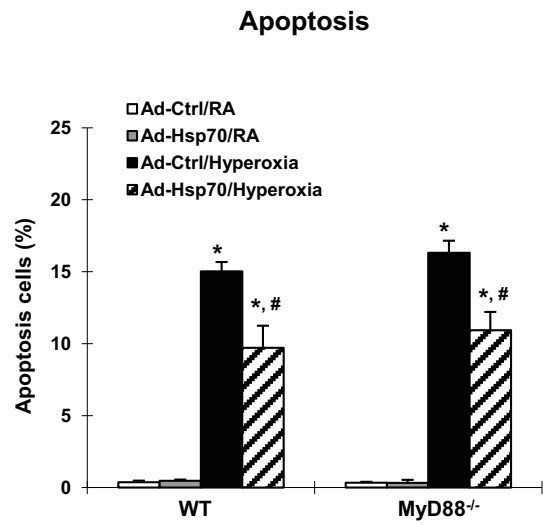 Apoptosis
Ad-Ctrl/RA
Ad-Hsp70/RA
Ad-Ctrl/Hyperoxia
Ad-Hsp70/Hyperoxia
Apoptosis cells (%)
25
20
15
10
5
0
*
*, #
*
*, #
WT
MyD88-/-